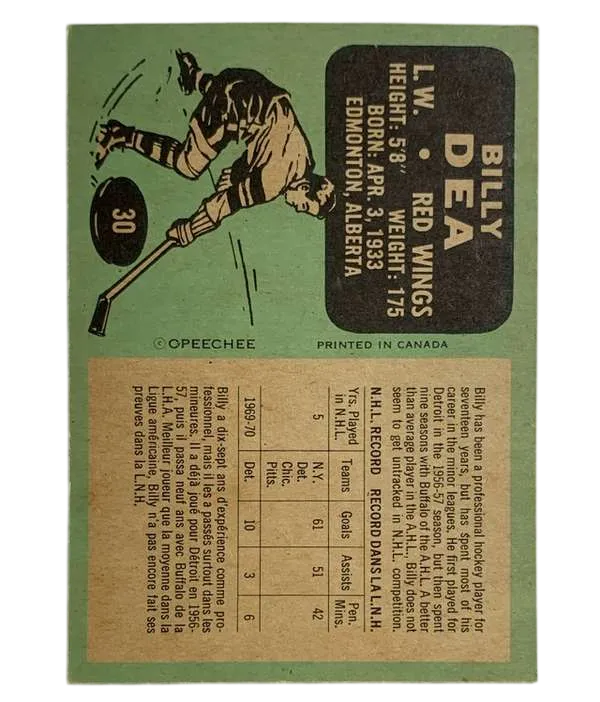 BILLY
DEA
L.W. • RED WINGS
HEIGHT: 5'8" WEIGHT: 175
BORN: APR. 3, 1933
EDMONTON, ALBERTA
30
© OPEECHEE
PRINTED IN CANADA
Billy has been a professional hockey player for
seventeen years, but has spent most of his
career in the minor leagues. He first played for
Detroit in the 1956-57 season, but then spent
nine seasons with Buffalo of the A.H.L. A better
than average player in the A.H.L. Billy does not
seem to get untracked in N.H.L. competition.
N.H.L. RECORD RECORD DANS LA L.N.H.
Yrs. Played Teams Goals Assists Pen.
in N.H.L. Mins.
5 N.Y. 61 51 42
Det.
Chic.
Pitts.
1969-70 Det. 10 3 6
Billy a dix-sept ans d'expérience comme pro-
fessionnel, mais il les a passés surtout dans les
mineures. Il a déjà joué pour Détroit en 1956-
57, puis il passa neuf ans avec Buffalo de la
L.H.A. Meilleur joueur que la moyenne dans la
Ligue américaine, Billy n'a pas encore fait ses
preuves dans la L.N.H.